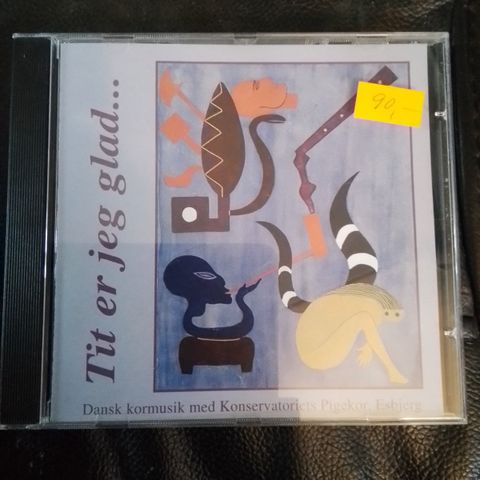 Tit er jeg glad...
90,-
Dansk kormusik med Konservatoriets Pigekor, Esbjerg